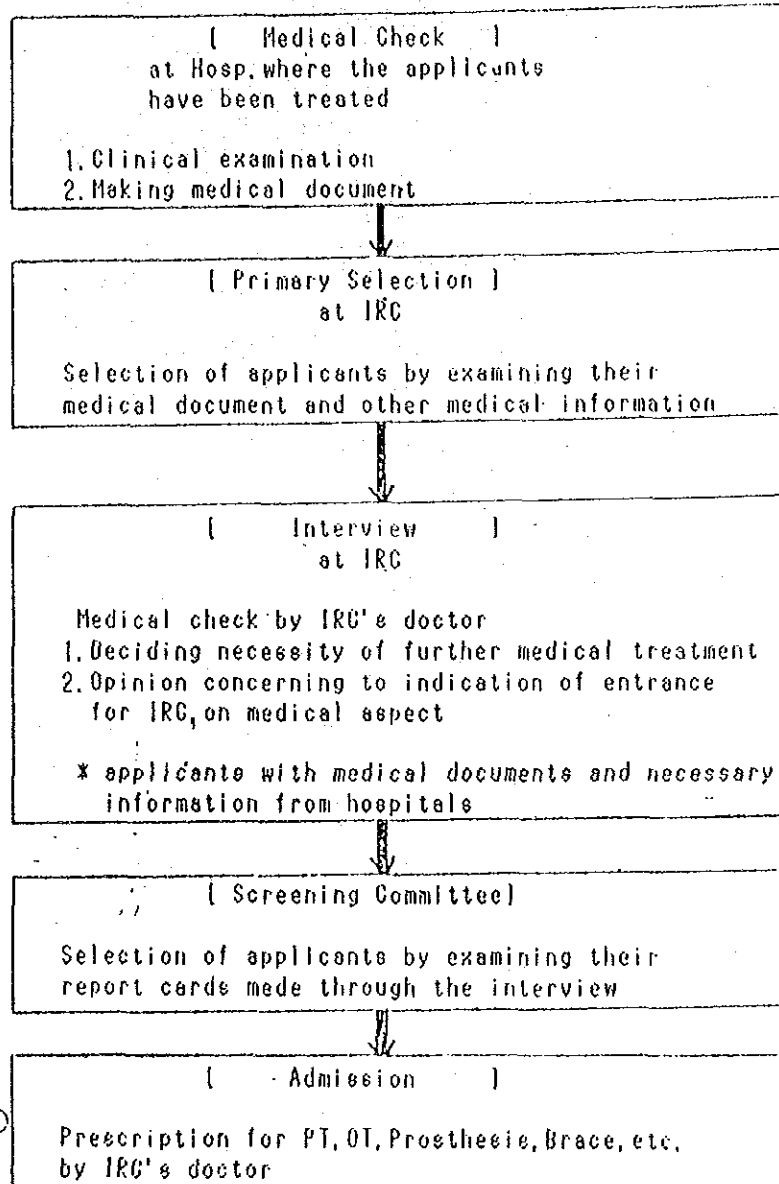 [ Medical Check ]
at Hosp. where the applicants
have been treated
1. Clinical examination
2. Making medical document
[ Primary Selection ]
at IRC
Selection of applicants by examining their
medical document and other medical information
[ Interview ]
at IRC
Medical check by IRC's doctor
1. Deciding necessity of further medical treatment
2. Opinion concerning to indication of entrance
for IRC, on medical aspect
* applicants with medical documents and necessary
information from hospitals
[ Screening Committee]
Selection of applicants by examining their
report cards made through the interview
[ Admission ]
Prescription for PT, OT, Prosthesis, Brace, etc.
by IRC's doctor